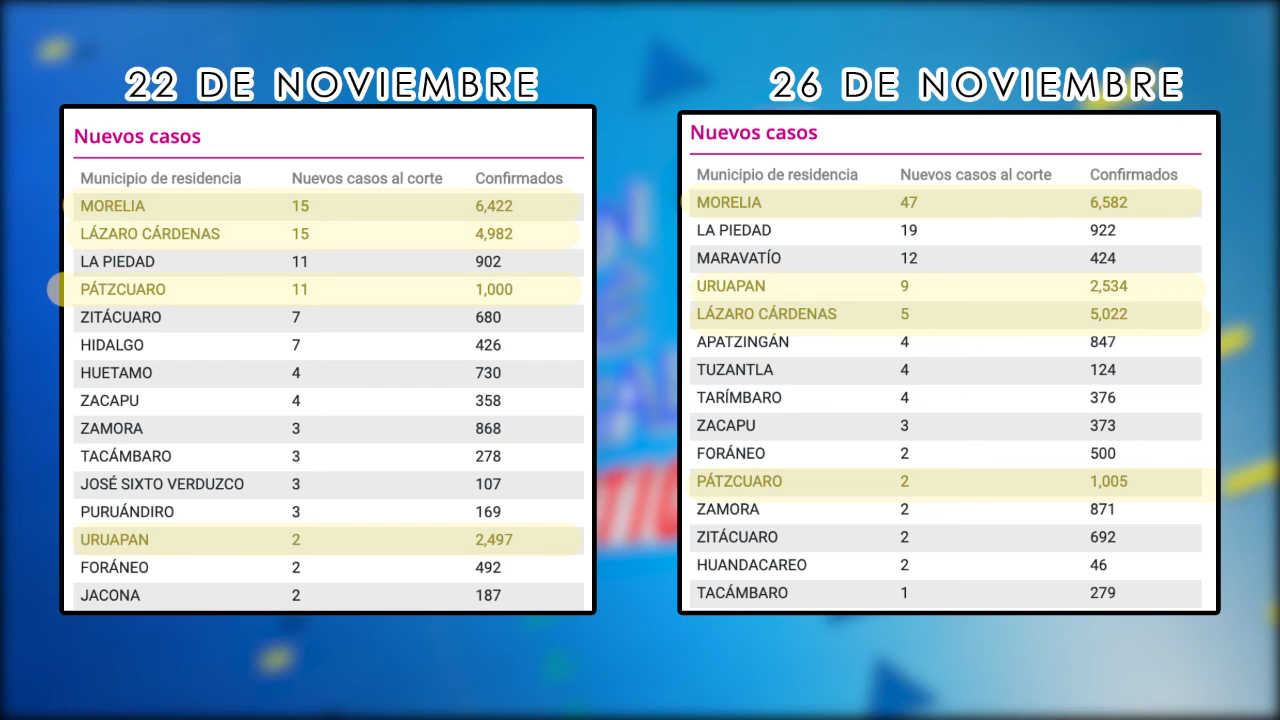 22 DE NOVIEMBRE
Nuevos casos
Municipio de residencia Nuevos casos al corte Confirmados
MORELIA 15 6,422
LÁZARO CÁRDENAS 15 4,982
LA PIEDAD 11 902
PÁTZCUARO 11 1,000
ZITÁCUARO 7 680
HIDALGO 7 426
HUETAMO 4 730
ZACAPU 4 358
ZAMORA 3 868
TACÁMBARO 3 278
JOSÉ SIXTO VERDUZCO 3 107
PURUÁNDIRO 3 169
URUAPAN 2 2,497
FORÁNEO 2 492
JACONA 2 187
26 DE NOVIEMBRE
Nuevos casos
Municipio de residencia Nuevos casos al corte Confirmados
MORELIA 47 6,582
LA PIEDAD 19 922
MARAVATÍO 12 424
URUAPAN 9 2,534
LÁZARO CÁRDENAS 5 5,022
APATZINGÁN 4 847
TUZANTLA 4 124
TARÍMBARO 4 376
ZACAPU 3 373
FORÁNEO 2 500
PÁTZCUARO 2 1,005
ZAMORA 2 871
ZITÁCUARO 2 692
HUANDACAREO 2 46
TACÁMBARO 1 279